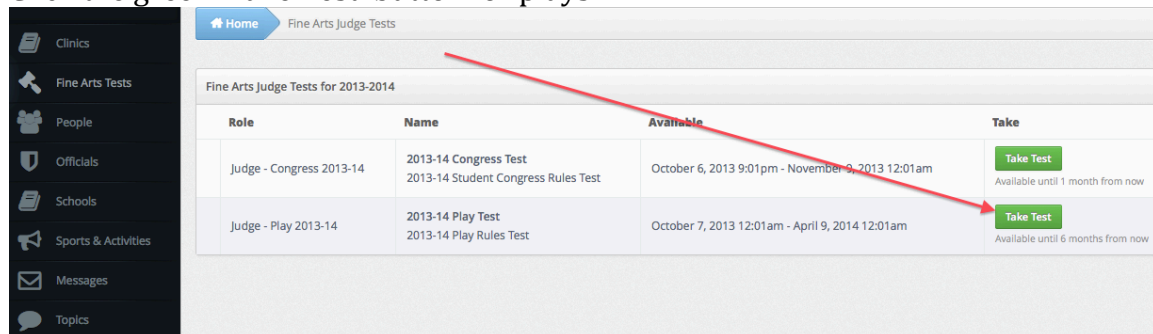 Home
Fine Arts Judge Tests
Clinics
Fine Arts Tests
People
Officials
Schools
Sports & Activities
Messages
Topics
Fine Arts Judge Tests for 2013-2014
Role Name Available Take
Judge - Congress 2013-14
2013-14 Congress Test
2013-14 Student Congress Rules Test
October 6, 2013 9:01pm - November 9, 2013 12:01am
Take Test
Available until 1 month from now
Judge - Play 2013-14
2013-14 Play Test
2013-14 Play Rules Test
October 7, 2013 12:01am - April 9, 2014 12:01am
Take Test
Available until 6 months from now